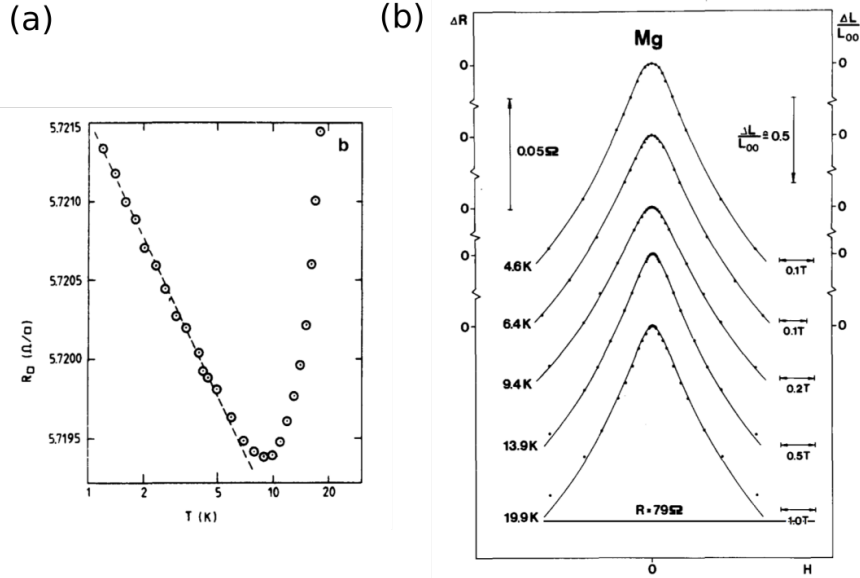 (a)
b
5,7215
5,7210
5,7205
5,7200
5,7195
R□ (Ω/□)
1
2
5
10
20
T (K)
(b)
ΔR
Mg
ΔL
L00
0
0
0
0
0
0
0
0
0
0
0.05Ω
ΔL/L00 ≙ 0.5
4.6K
0.1T
6.4K
0.1T
9.4K
0.2T
13.9K
0.5T
19.9K
R=79Ω
1.0T
0
H